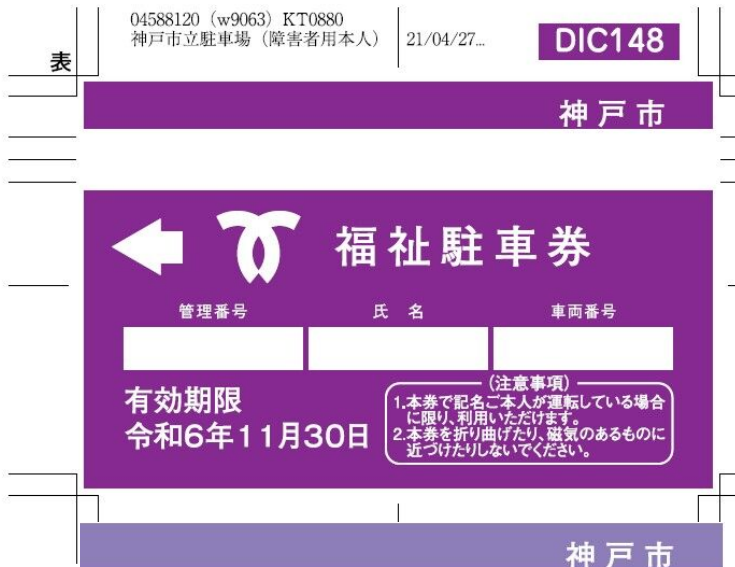 04588120（w9063）KT0880
神戸市立駐車場（障害者用本人）
21/04/27...
DIC148
表
神戸市
福祉駐車券
管理番号
氏 名
車両番号
有効期限
令和6年11月30日
(注意事項)
1.本券で記名ご本人が運転している場合
に限り、利用いただけます。
2.本券を折り曲げたり、磁気のあるものに
近づけたりしないでください。
神戸市